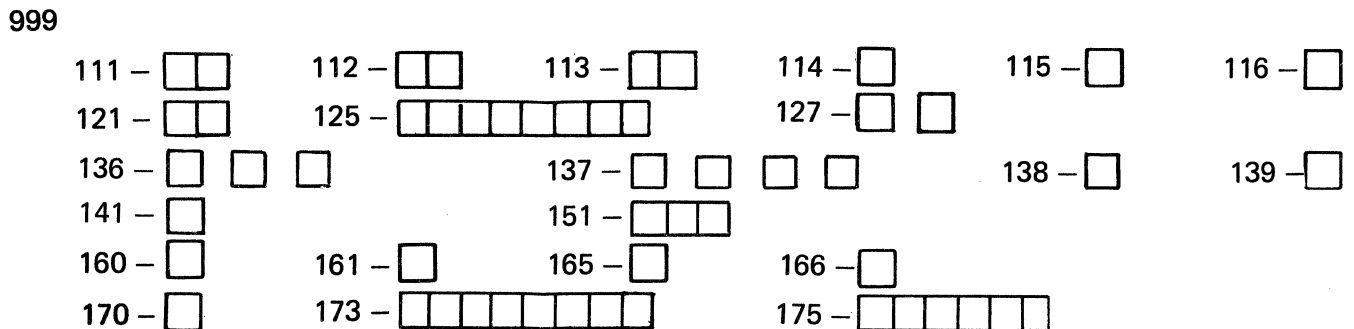 999
111 – 112 – 113 – 114 – 115 – 116 –
121 – 125 – 127 –
136 – 137 – 138 – 139 –
141 – 151 –
160 – 161 – 165 – 166 –
170 – 173 – 175 –